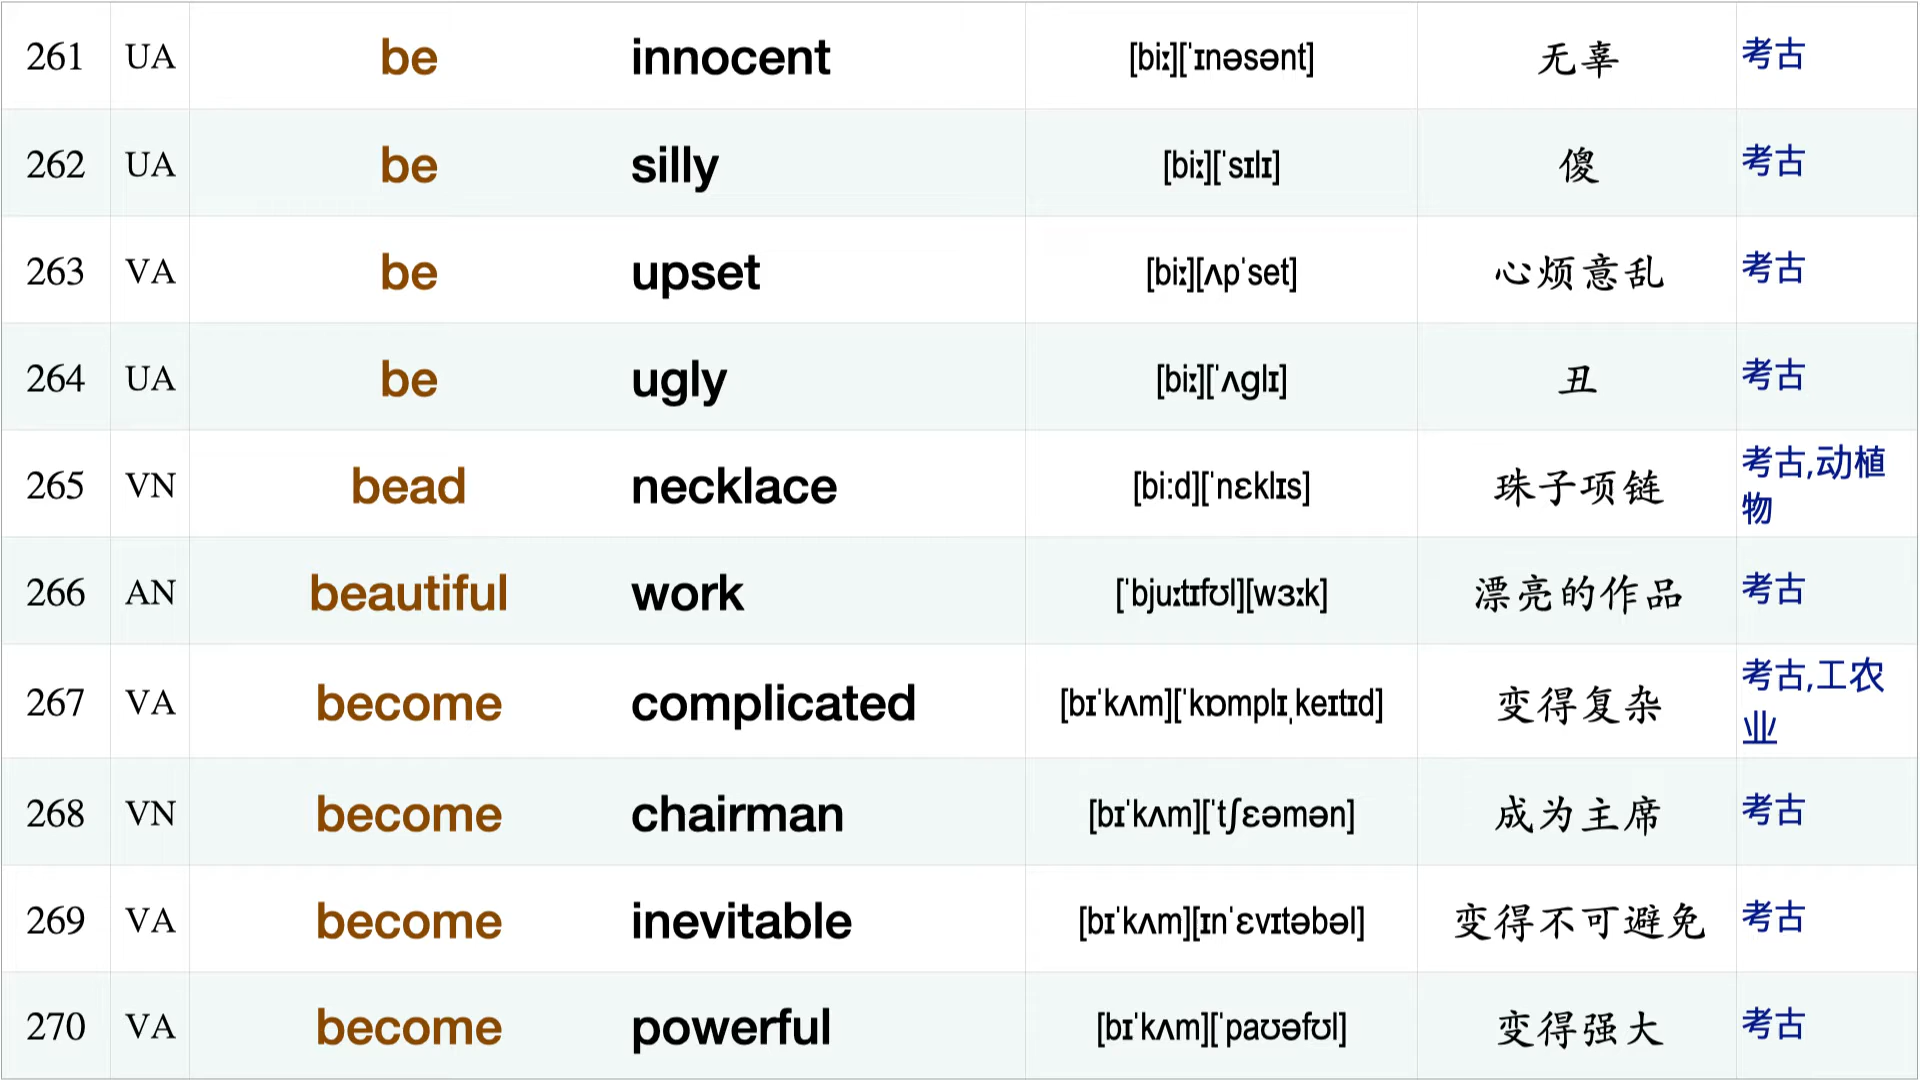 261 UA be innocent [biː][ˈɪnəsənt] 无辜 考古
262 UA be silly [biː][ˈsɪlɪ] 傻 考古
263 VA be upset [biː][ʌpˈset] 心烦意乱 考古
264 UA be ugly [biː][ˈʌglɪ] 丑 考古
265 VN bead necklace [bi:d][ˈnɛklɪs] 珠子项链 考古,动植
物
266 AN beautiful work [ˈbjuːtɪfʊl][wɜːk] 漂亮的作品 考古
267 VA become complicated [bɪˈkʌm][ˈkɒmplɪˌkeɪtɪd] 变得复杂 考古,工农
业
268 VN become chairman [bɪˈkʌm][ˈtʃɛəmən] 成为主席 考古
269 VA become inevitable [bɪˈkʌm][ɪnˈɛvɪtəbəl] 变得不可避免 考古
270 VA become powerful [bɪˈkʌm][ˈpaʊəfʊl] 变得强大 考古